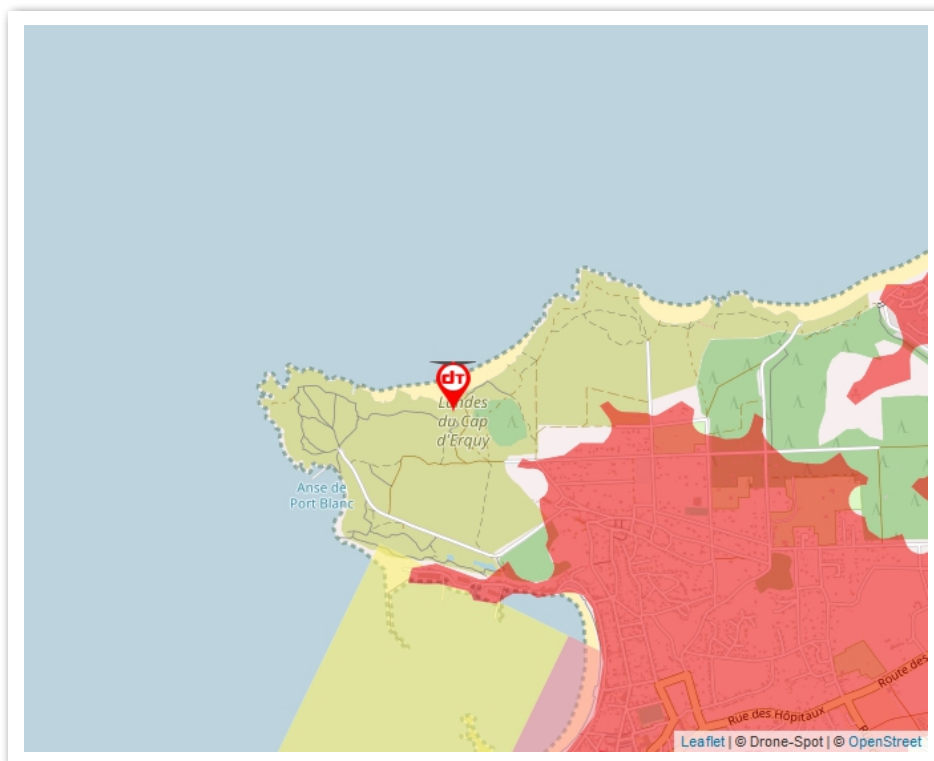 dT
Landes
du Cap
d'Erquy
Anse de
Port Blanc
Route des
Rue des Hôpitaux
R
Leaflet | © Drone-Spot | © OpenStreet